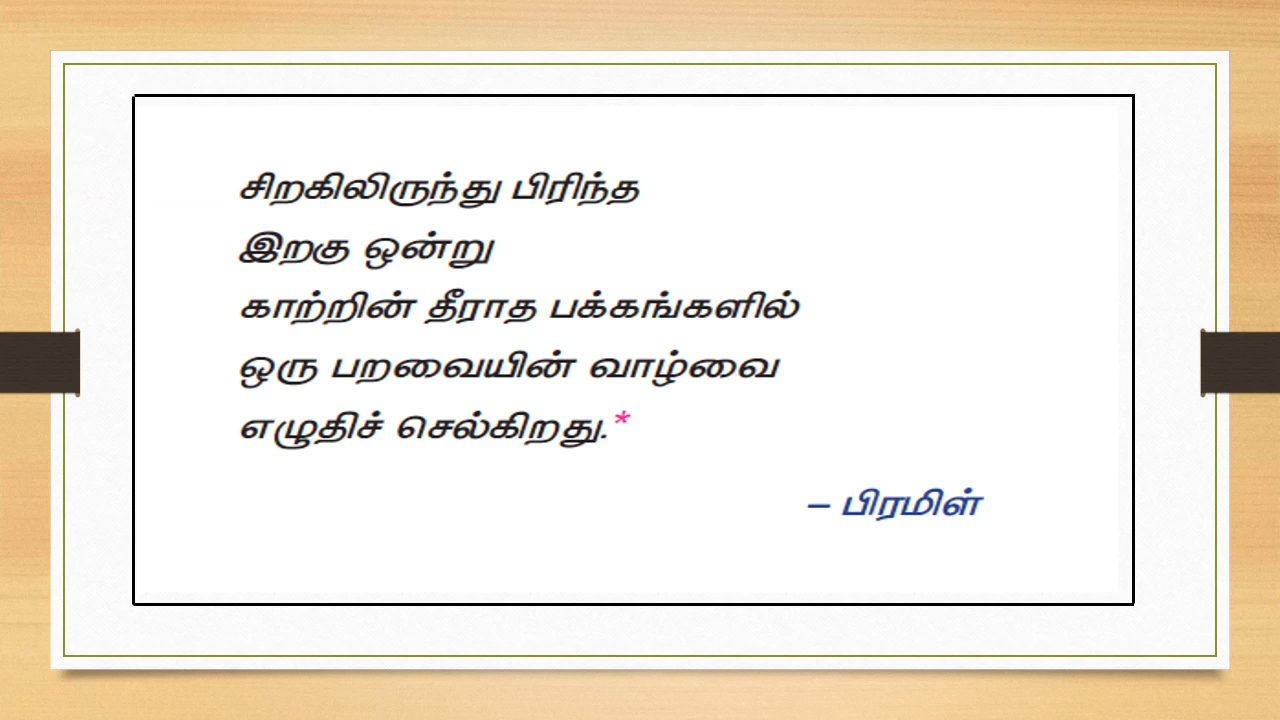 சிறகிலிருந்து பிரிந்த
இறகு ஒன்று
காற்றின் தீராத பக்கங்களில்
ஒரு பறவையின் வாழ்வை
எழுதிச் செல்கிறது.*
– பிரமிள்